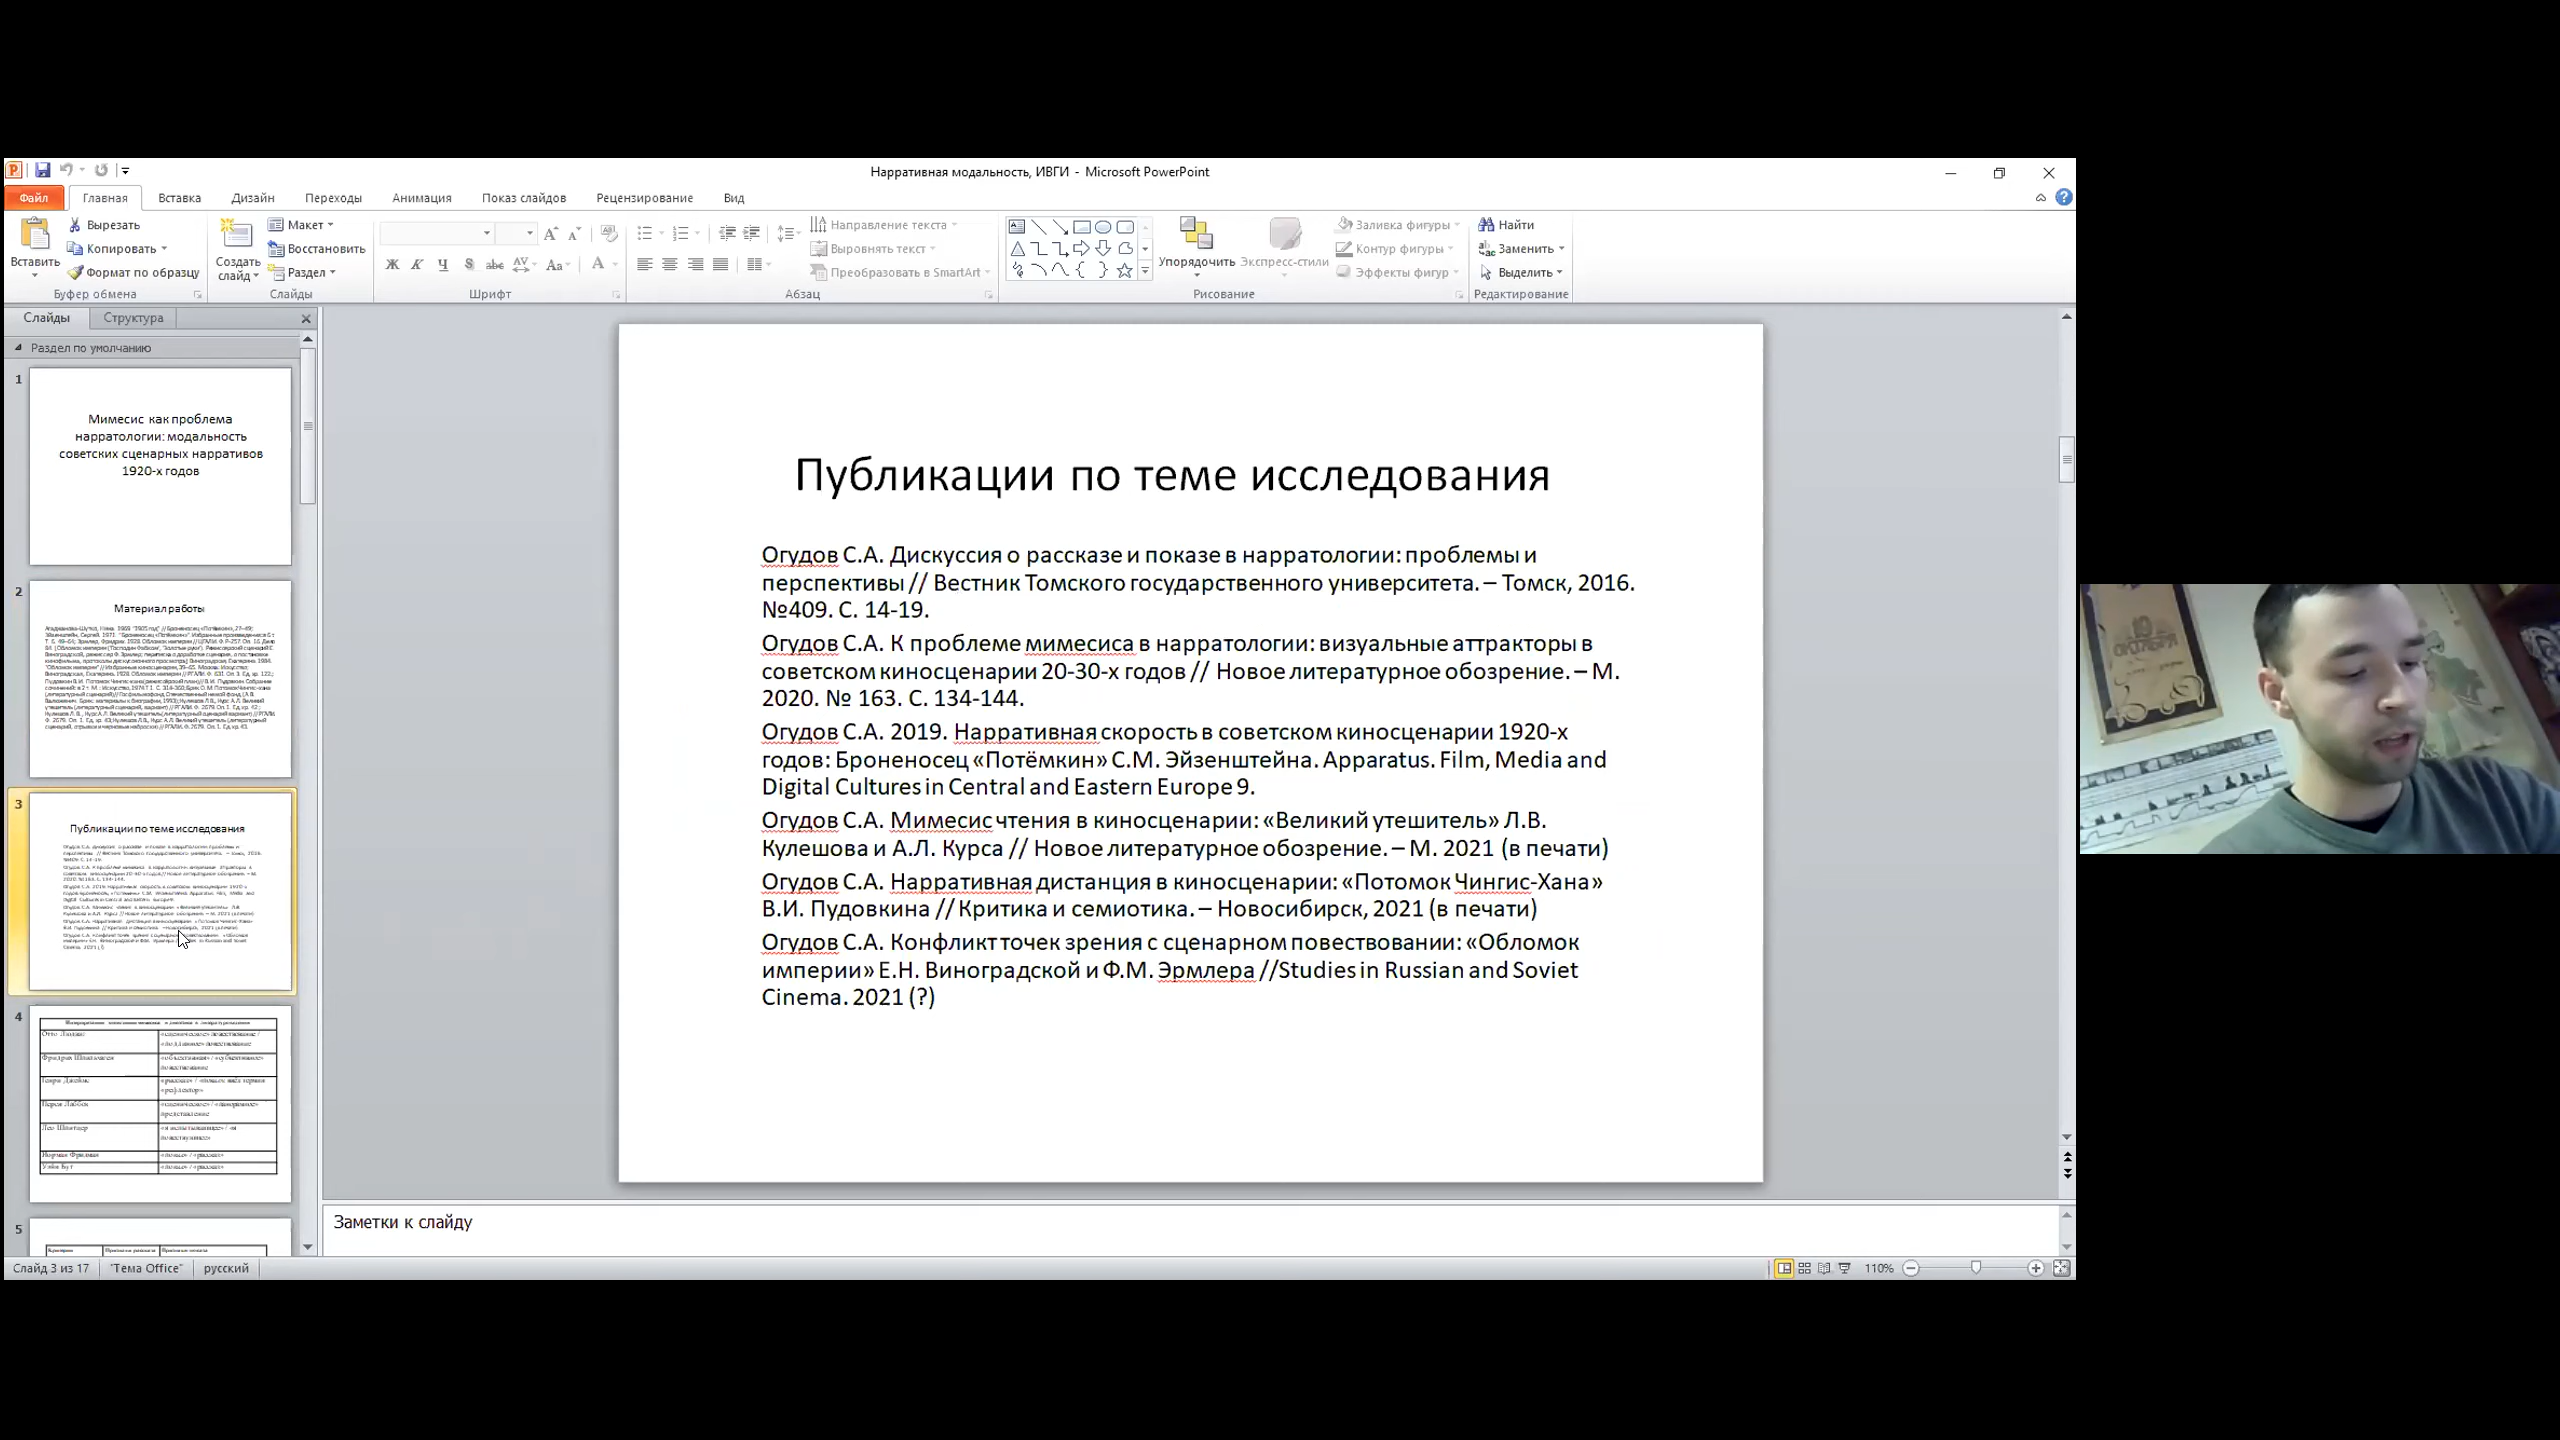 Нарративная модальность, ИВГИ - Microsoft PowerPoint
Файл Главная Вставка Дизайн Переходы Анимация Показ слайдов Рецензирование Вид
Вставить
Вырезать
Копировать
Формат по образцу
Буфер обмена
Создать слайд
Макет
Восстановить
Раздел
Слайды
Ж К Ч S abc AV Aa A
Шрифт
Направление текста
Выровнять текст
Преобразовать в SmartArt
Абзац
Упорядочить
Экспресс-стили
Заливка фигуры
Контур фигуры
Эффекты фигур
Рисование
Найти
Заменить
Выделить
Редактирование
Слайды Структура
Раздел по умолчанию
1
Мимесис как проблема
нарратологии: модальность
советских сценарных нарративов
1920-х годов
2
Материал работы
3
Публикации по теме исследования
4
5
Публикации по теме исследования
Огудов С.А. Дискуссия о рассказе и показе в нарратологии: проблемы и
перспективы // Вестник Томского государственного университета. – Томск, 2016.
№409. С. 14-19.
Огудов С.А. К проблеме мимесиса в нарратологии: визуальные аттракторы в
советском киносценарии 20-30-х годов // Новое литературное обозрение. – М.
2020. № 163. С. 134-144.
Огудов С.А. 2019. Нарративная скорость в советском киносценарии 1920-х
годов: Броненосец «Потёмкин» С.М. Эйзенштейна. Apparatus. Film, Media and
Digital Cultures in Central and Eastern Europe 9.
Огудов С.А. Мимесис чтения в киносценарии: «Великий утешитель» Л.В.
Кулешова и А.Л. Курса // Новое литературное обозрение. – М. 2021 (в печати)
Огудов С.А. Нарративная дистанция в киносценарии: «Потомок Чингис-Хана»
В.И. Пудовкина // Критика и семиотика. – Новосибирск, 2021 (в печати)
Огудов С.А. Конфликт точек зрения с сценарном повествовании: «Обломок
империи» Е.Н. Виноградской и Ф.М. Эрмлера //Studies in Russian and Soviet
Cinema. 2021 (?)
Заметки к слайду
Слайд 3 из 17 "Тема Office" русский 110%